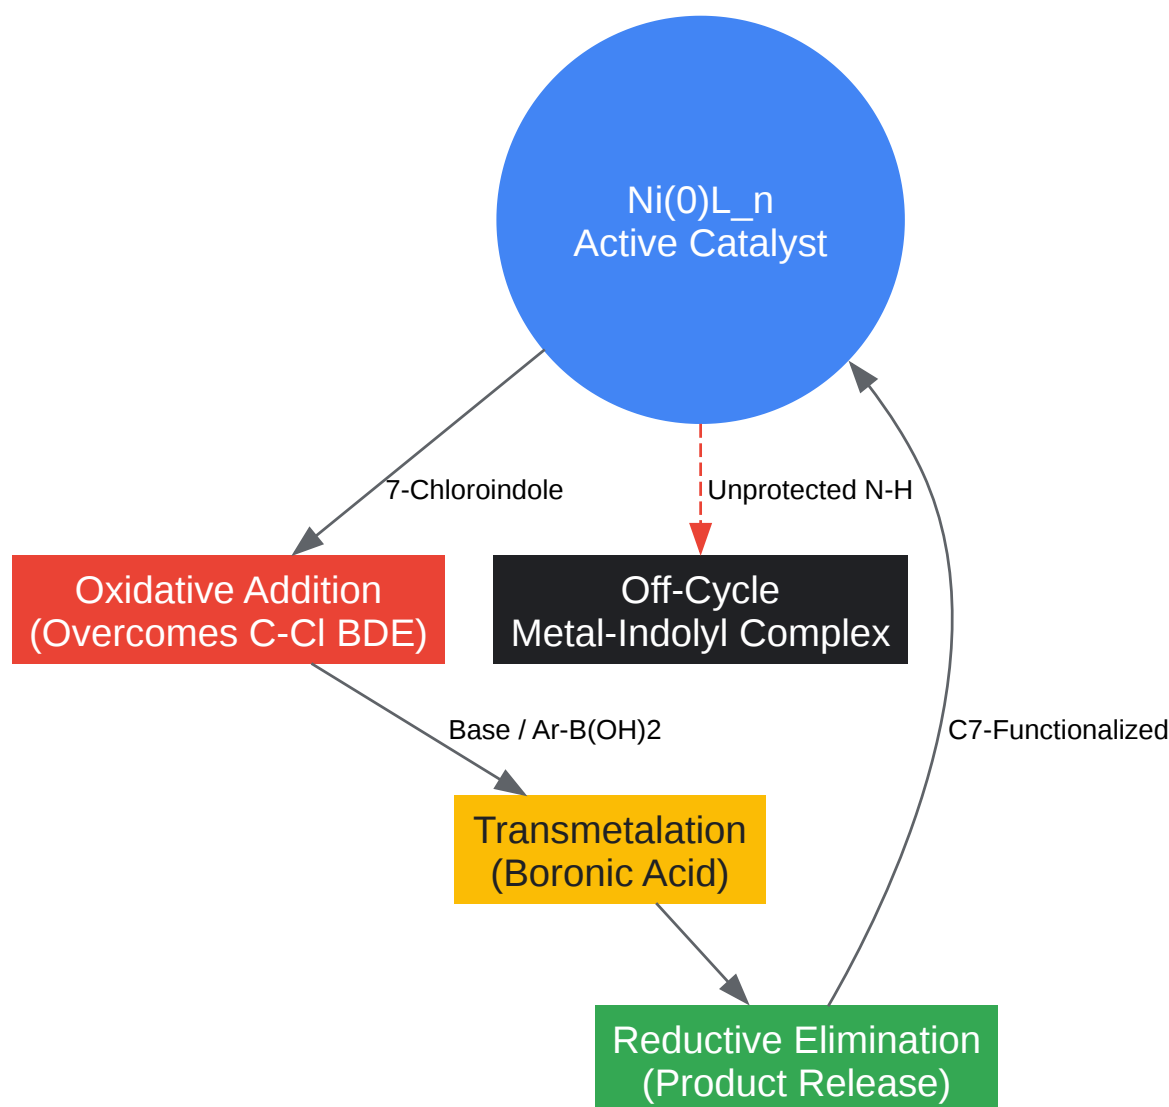 Ni(0)L_n
Active Catalyst
7-Chloroindole
Unprotected N-H
Oxidative Addition
(Overcomes C-Cl BDE)
Off-Cycle
Metal-Indolyl Complex
Base / Ar-B(OH)2
C7-Functionalized
Transmetalation
(Boronic Acid)
Reductive Elimination
(Product Release)